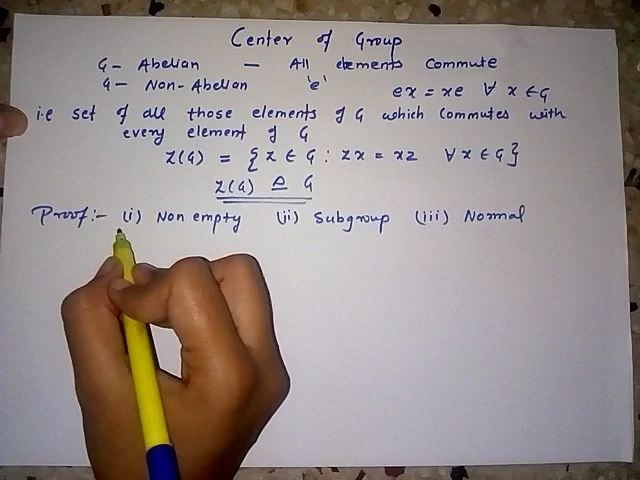 Center of Group
G - Abelian - All elements Commute
G - Non-Abelian 'e' ex = xe ∀ x ∈ G
i.e set of all those elements of G which commutes with
every element of G
Z(G) = {z ∈ G : zx = xz ∀ x ∈ G}
Z(G) ⊴ G
Proof:- (i) Non empty (ii) Subgroup (iii) Normal